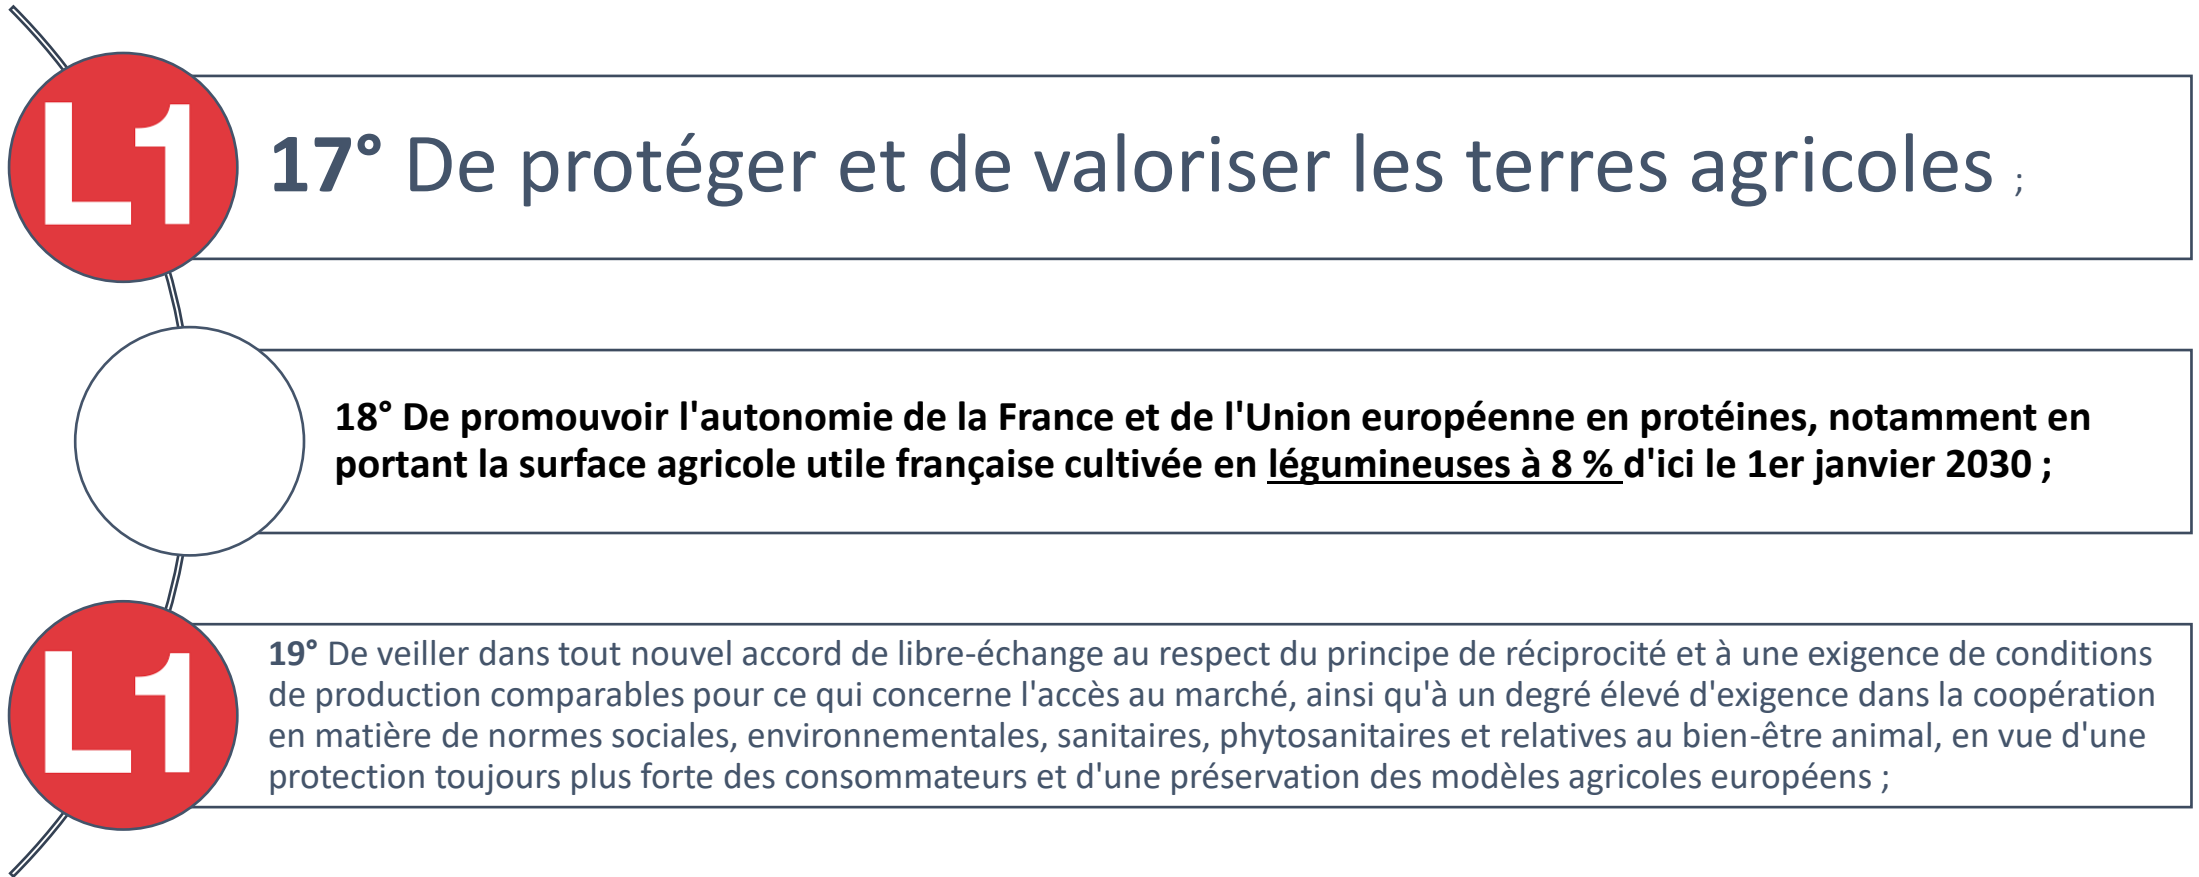 L1
17° De protéger et de valoriser les terres agricoles ;
18° De promouvoir l'autonomie de la France et de l'Union européenne en protéines, notamment en
portant la surface agricole utile française cultivée en légumineuses à 8 % d'ici le 1er janvier 2030 ;
L1
19° De veiller dans tout nouvel accord de libre-échange au respect du principe de réciprocité et à une exigence de conditions
de production comparables pour ce qui concerne l'accès au marché, ainsi qu'à un degré élevé d'exigence dans la coopération
en matière de normes sociales, environnementales, sanitaires, phytosanitaires et relatives au bien-être animal, en vue d'une
protection toujours plus forte des consommateurs et d'une préservation des modèles agricoles européens ;